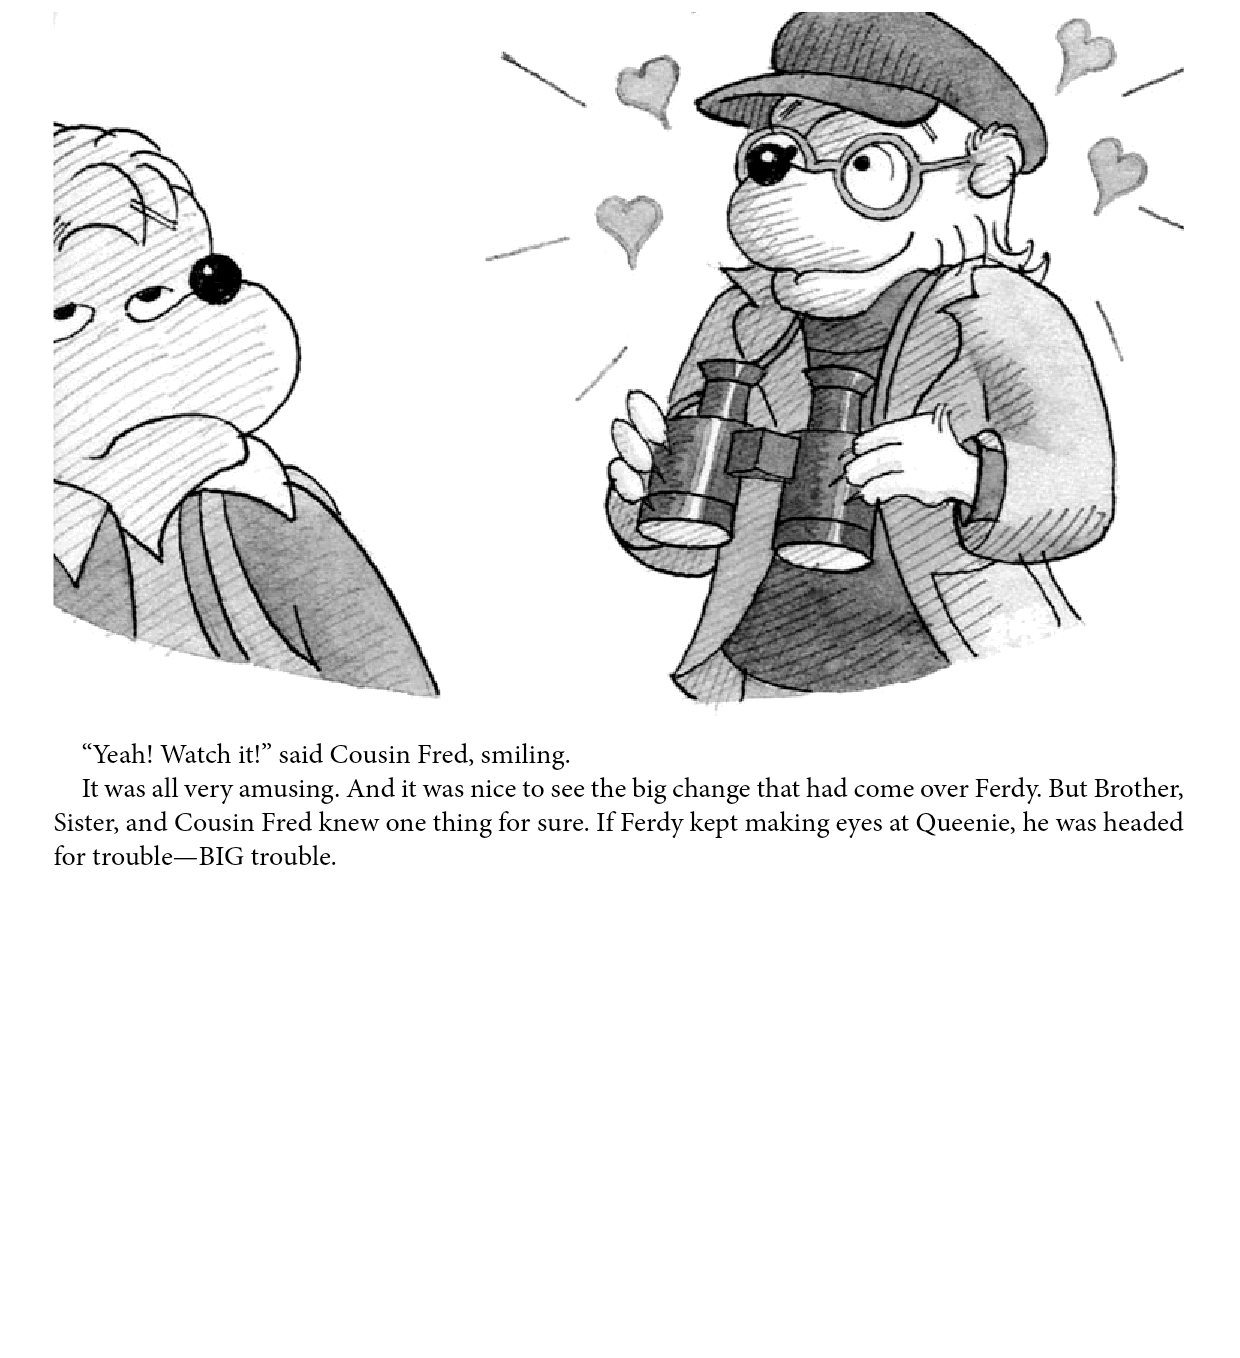 “Yeah! Watch it!” said Cousin Fred, smiling.
It was all very amusing. And it was nice to see the big change that had come over Ferdy. But Brother,
Sister, and Cousin Fred knew one thing for sure. If Ferdy kept making eyes at Queenie, he was headed
for trouble—BIG trouble.